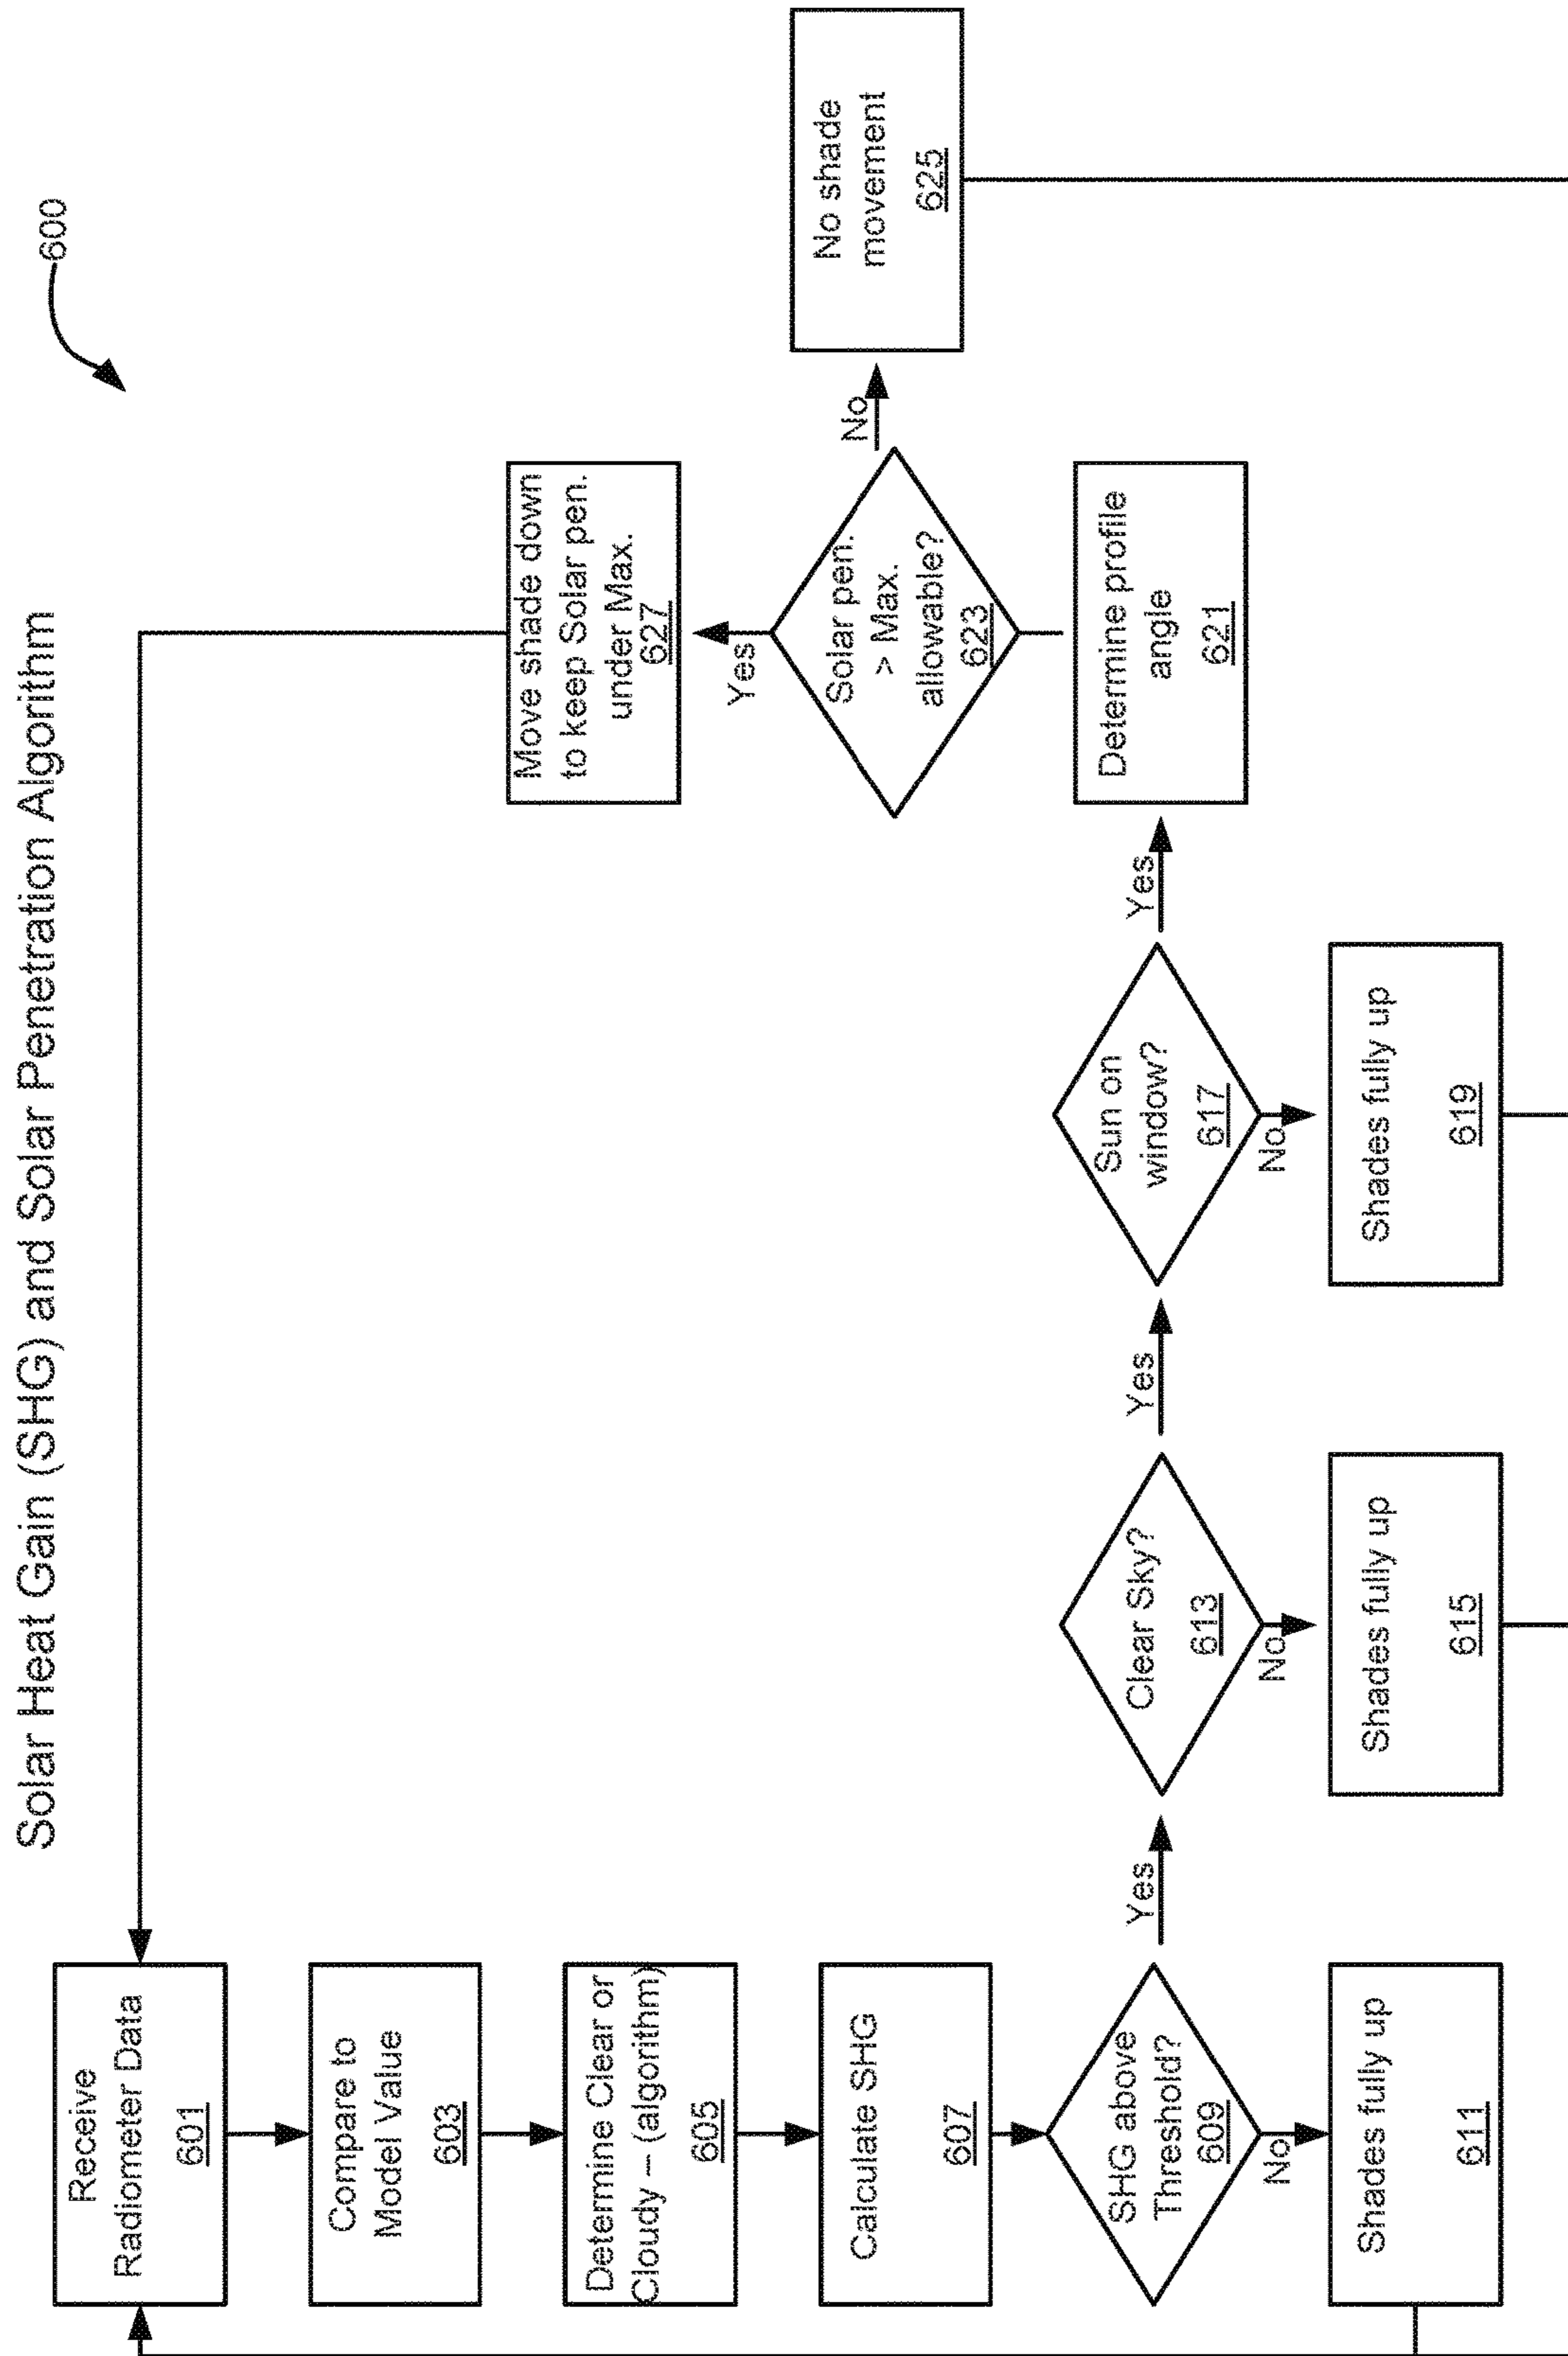 Solar Heat Gain (SHG) and Solar Penetration Algorithm
600
Receive
Radiometer Data
601
Compare to
Model Value
603
Determine Clear or
Cloudy – (algorithm)
605
Calculate SHG
607
SHG above
Threshold?
609
No
Shades fully up
611
Yes
Clear Sky?
613
No
Shades fully up
615
Yes
Sun on
window?
617
No
Shades fully up
619
Yes
Determine profile
angle
621
Solar pen.
> Max.
allowable?
623
Yes
Move shade down
to keep Solar pen.
under Max.
627
No
No shade
movement
625